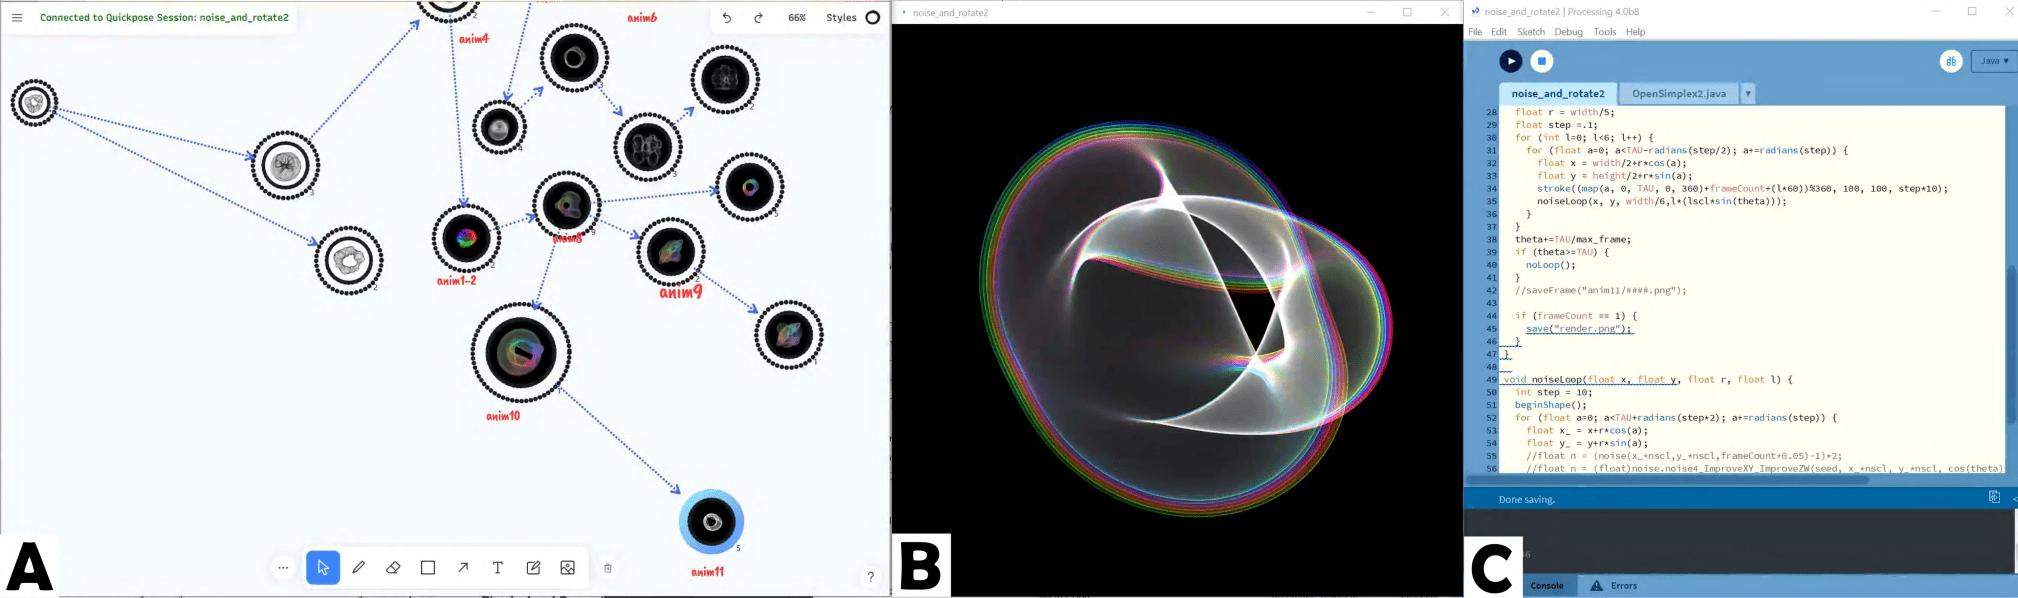 Connected to Quickpose Session: noise_and_rotate2
66%
Styles
anim6
anim4
2
2
4
3
3
5
2
2
anim8
9
anim1-2
2
anim9
2
1
anim10
1
5
anim11
?
A
noise_and_rotate2
B
noise_and_rotate2 | Processing 4.0b8
File Edit Sketch Debug Tools Help
Java ▾
noise_and_rotate2 OpenSimplex2.java ▾
28 float r = width/5;
29 float step =.1;
30 for (int l=0; l<6; l++) {
31 for (float a=0; a<TAU-radians(step/2); a+=radians(step)) {
32 float x = width/2+r*cos(a);
33 float y = height/2+r*sin(a);
34 stroke((map(a, 0, TAU, 0, 360)+frameCount+(l*60))%360, 100, 100, step*10);
35 noiseLoop(x, y, width/6,l*(lscl*sin(theta)));
36 }
37 }
38 theta+=TAU/max_frame;
39 if (theta>=TAU) {
40 noLoop();
41 }
42 //saveFrame("anim11/####.png");
43
44 if (frameCount == 1) {
45 save("render.png");
46 }
47 }
48
49 void noiseLoop(float x, float y, float r, float l) {
50 int step = 10;
51 beginShape();
52 for (float a=0; a<TAU+radians(step*2); a+=radians(step)) {
53 float x_ = x+r*cos(a);
54 float y_ = y+r*sin(a);
55 //float n = (noise(x_*nscl,y_*nscl,frameCount*0.05)-1)*2;
56 //float n = (float)noise.noise4_ImproveXY_ImproveZW(seed, x_*nscl, y_*nscl, cos(theta)
Done saving.
Console Errors
C